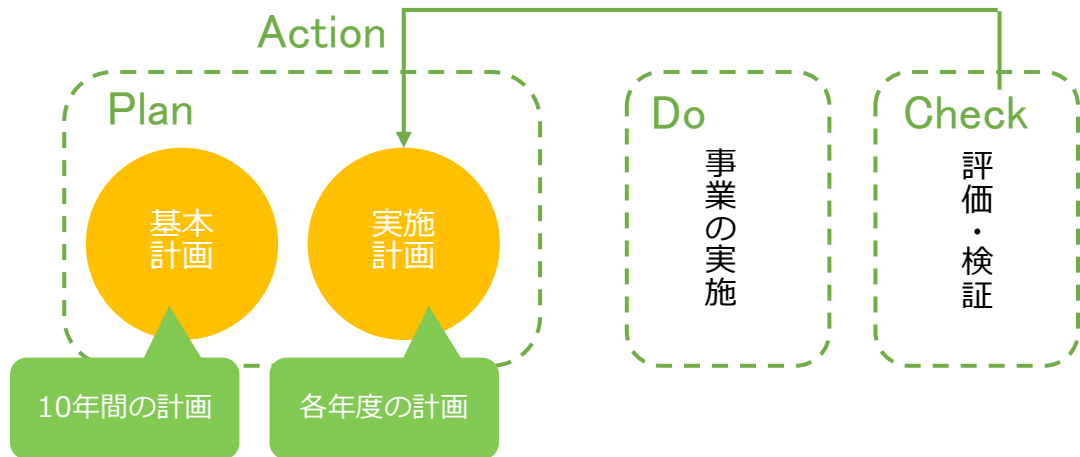 Action
Plan
基本
計画
実施
計画
10年間の計画
各年度の計画
Do
事業の実施
Check
評価・検証